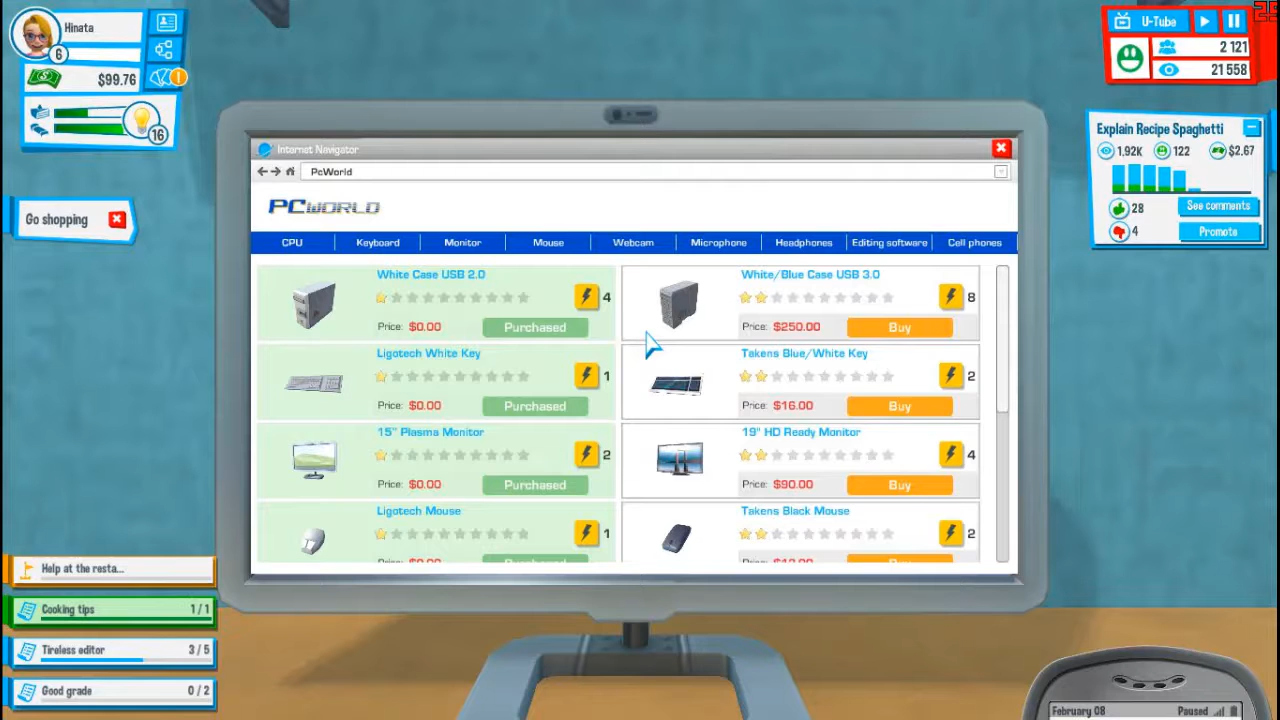 Hinata
6
$99.76
16
U-Tube
2 121
21 558
Explain Recipe Spaghetti
1.92K 122 $2.67
28
See comments
4
Promote
Go shopping
Internet Navigator
PcWorld
PCWORLD
CPU Keyboard Monitor Mouse Webcam Microphone Headphones Editing software Cell phones
White Case USB 2.0
4
Price: $0.00 Purchased
White/Blue Case USB 3.0
8
Price: $250.00 Buy
Ligotech White Key
1
Price: $0.00 Purchased
Takens Blue/White Key
2
Price: $16.00 Buy
15" Plasma Monitor
2
Price: $0.00 Purchased
19" HD Ready Monitor
4
Price: $90.00 Buy
Ligotech Mouse
1
Price: $0.00 Purchased
Takens Black Mouse
2
Price: Buy
Help at the resta...
Cooking tips 1/1
Tireless editor 3/5
Good grade 0/2
February 08 Paused